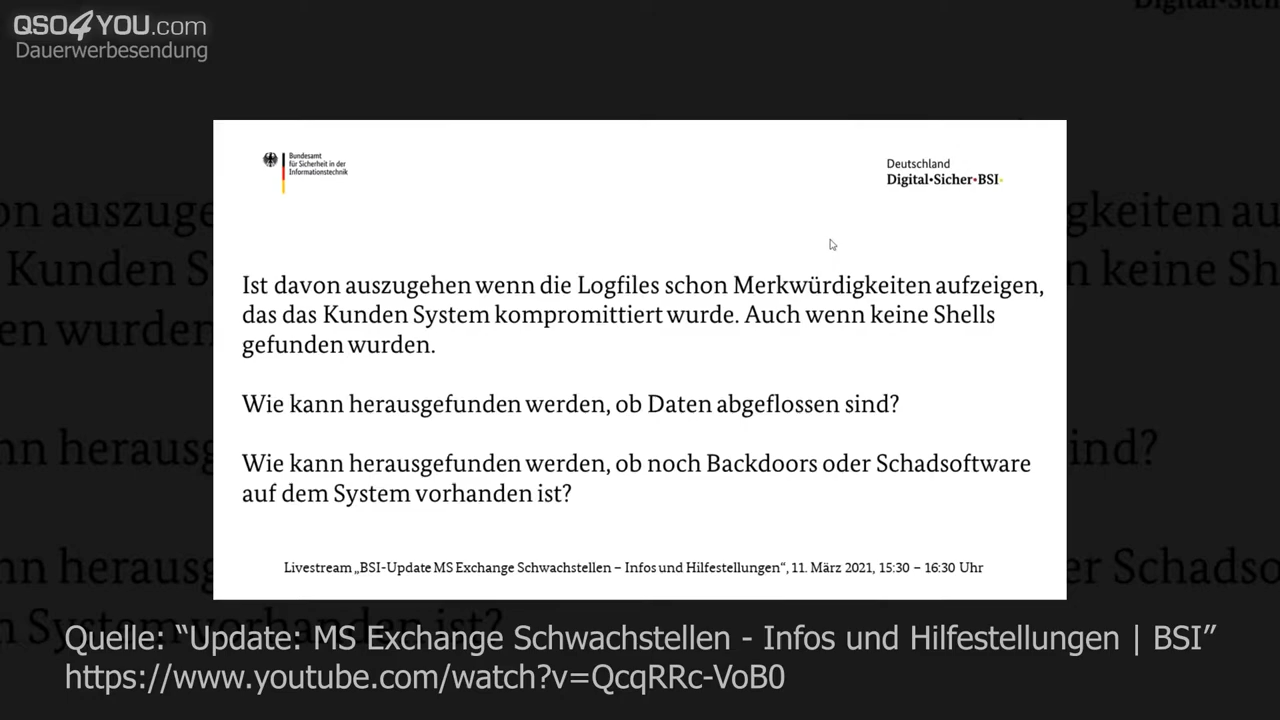 QSO4YOU.com
Dauerwerbesendung
Bundesamt
für Sicherheit in der
Informationstechnik
Deutschland
Digital•Sicher•BSI•
Ist davon auszugehen wenn die Logfiles schon Merkwürdigkeiten aufzeigen,
das das Kunden System kompromittiert wurde. Auch wenn keine Shells
gefunden wurden.
Wie kann herausgefunden werden, ob Daten abgeflossen sind?
Wie kann herausgefunden werden, ob noch Backdoors oder Schadsoftware
auf dem System vorhanden ist?
Livestream „BSI-Update MS Exchange Schwachstellen – Infos und Hilfestellungen“, 11. März 2021, 15:30 – 16:30 Uhr
Quelle: “Update: MS Exchange Schwachstellen - Infos und Hilfestellungen | BSI”
https://www.youtube.com/watch?v=QcqRRc-VoB0